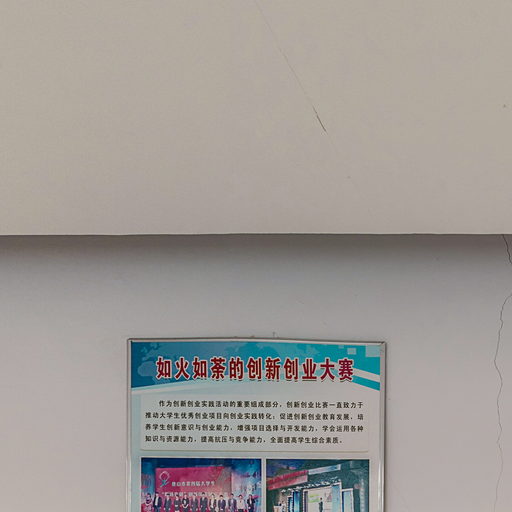 如火如荼的创新创业大赛
作为创新创业实践活动的重要组成部分，创新创业比赛一直致力于
推动大学生优秀创业项目向创业实践转化；促进创新创业教育发展，培
养学生创新意识与创业能力，增强项目选择与开发能力，学会运用各种
知识与资源能力，提高抗压与竞争能力，全面提高学生综合素质。